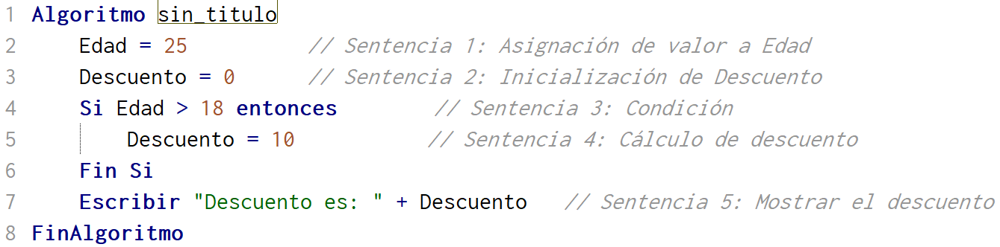 1 Algoritmo sin_titulo
2 Edad = 25 // Sentencia 1: Asignación de valor a Edad
3 Descuento = 0 // Sentencia 2: Inicialización de Descuento
4 Si Edad > 18 entonces // Sentencia 3: Condición
5 Descuento = 10 // Sentencia 4: Cálculo de descuento
6 Fin Si
7 Escribir "Descuento es: " + Descuento // Sentencia 5: Mostrar el descuento
8 FinAlgoritmo